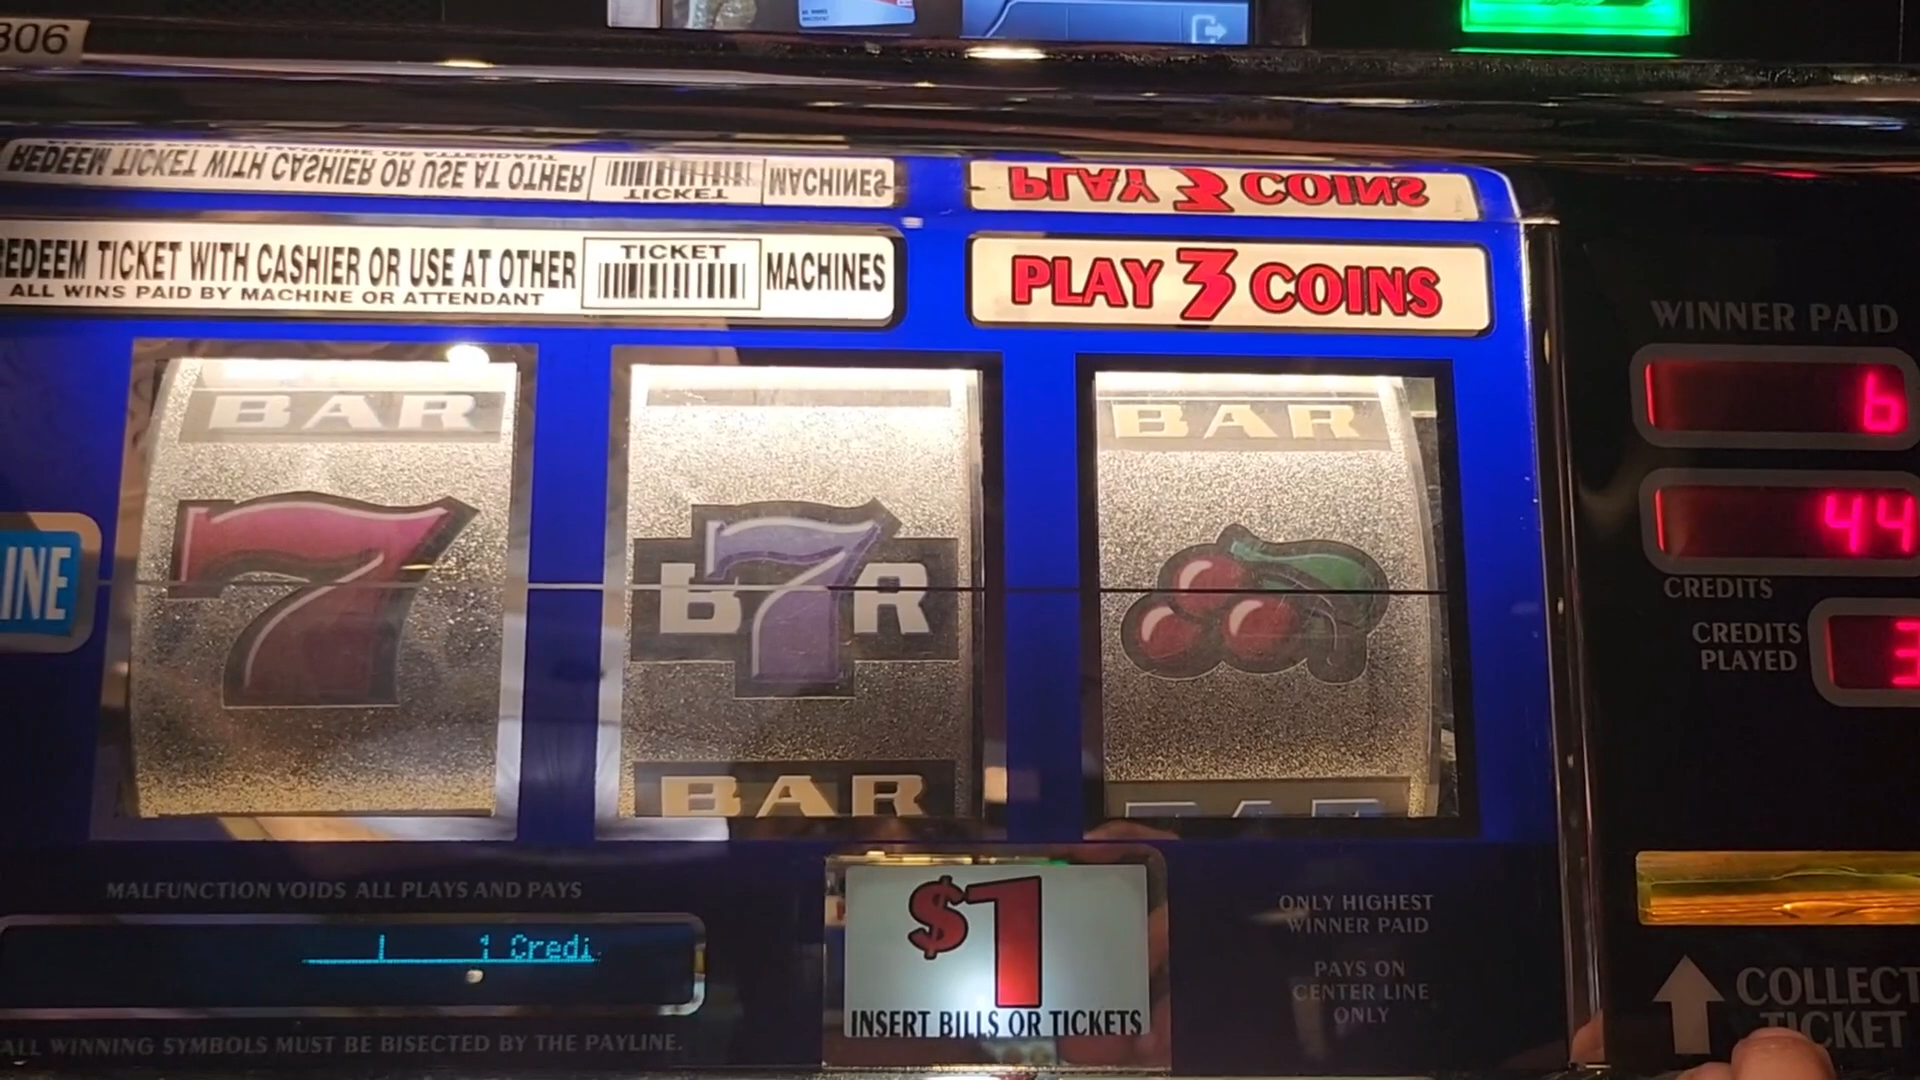 306
REDEEM TICKET WITH CASHIER OR USE AT OTHER TICKET MACHINES
PLAY 3 COINS
EDEEM TICKET WITH CASHIER OR USE AT OTHER TICKET MACHINES
ALL WINS PAID BY MACHINE OR ATTENDANT
PLAY 3 COINS
WINNER PAID
6
44
CREDITS
CREDITS
PLAYED
3
BAR
BAR
7
B7R
LINE
BAR
MALFUNCTION VOIDS ALL PLAYS AND PAYS
1 Credi
ALL WINNING SYMBOLS MUST BE BISECTED BY THE PAYLINE.
$1
INSERT BILLS OR TICKETS
ONLY HIGHEST
WINNER PAID
PAYS ON
CENTER LINE
ONLY
COLLECT
TICKET